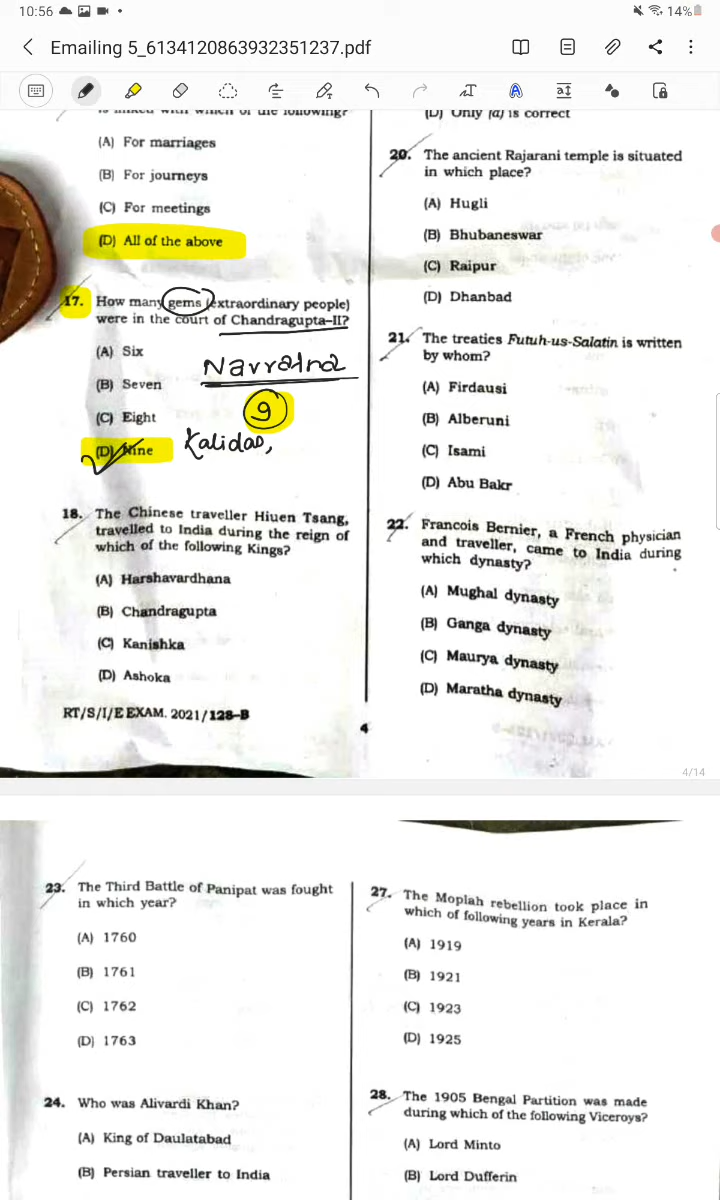 10:56
14%
Emailing 5_6134120863932351237.pdf
is linked with which of the following?
(A) For marriages
(B) For journeys
(C) For meetings
(D) All of the above
17. How many gems (extraordinary people)
were in the court of Chandragupta-II?
(A) Six
Navratna
(B) Seven
9
(C) Eight
(D) Nine
Kalidas,
18. The Chinese traveller Hiuen Tsang,
travelled to India during the reign of
which of the following Kings?
(A) Harshavardhana
(B) Chandragupta
(C) Kanishka
(D) Ashoka
RT/S/I/E EXAM. 2021/128-B
4
(D) Only (a) is correct
20. The ancient Rajarani temple is situated
in which place?
(A) Hugli
(B) Bhubaneswar
(C) Raipur
(D) Dhanbad
21. The treaties Futuh-us-Salatin is written
by whom?
(A) Firdausi
(B) Alberuni
(C) Isami
(D) Abu Bakr
22. Francois Bernier, a French physician
and traveller, came to India during
which dynasty?
(A) Mughal dynasty
(B) Ganga dynasty
(C) Maurya dynasty
(D) Maratha dynasty
4/14
23. The Third Battle of Panipat was fought
in which year?
(A) 1760
(B) 1761
(C) 1762
(D) 1763
24. Who was Alivardi Khan?
(A) King of Daulatabad
(B) Persian traveller to India
27. The Moplah rebellion took place in
which of following years in Kerala?
(A) 1919
(B) 1921
(C) 1923
(D) 1925
28. The 1905 Bengal Partition was made
during which of the following Viceroys?
(A) Lord Minto
(B) Lord Dufferin